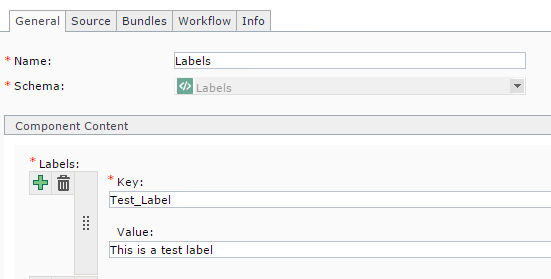 General Source Bundles Workflow Info
* Name: Labels
* Schema: Labels
Component Content
* Labels:
* Key:
Test_Label
Value:
This is a test label